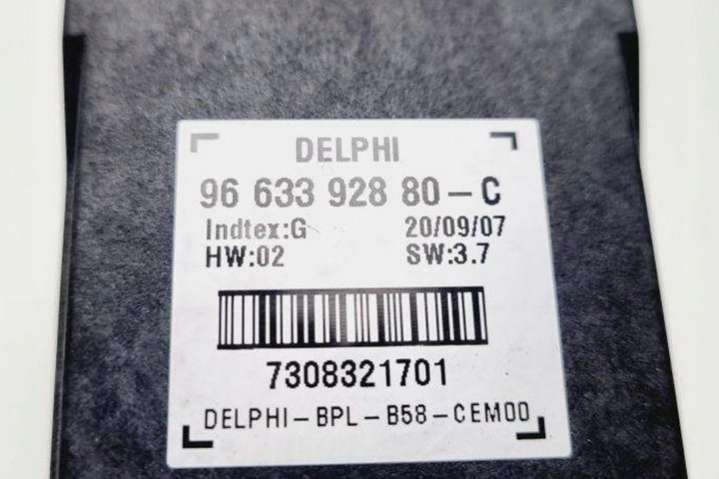 DELPHI
96 633 928 80-C
Indtex:G 20/09/07
HW:02 SW:3.7
7308321701
DELPHI-BPL-B58-CEM00